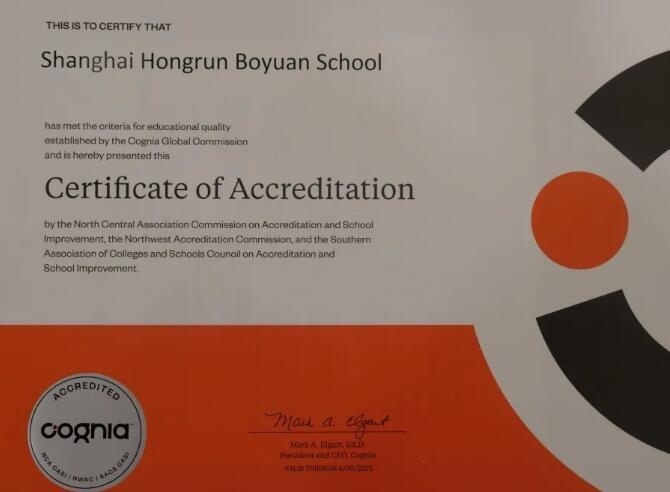 THIS IS TO CERTIFY THAT
Shanghai Hongrun Boyuan School
has met the criteria for educational quality
established by the Cognia Global Commission
and is hereby presented this
Certificate of Accreditation
by the North Central Association Commission on Accreditation and School
Improvement, the Northwest Accreditation Commission, and the Southern
Association of Colleges and Schools Council on Accreditation and
School Improvement.
ACCREDITED
cognia
NCA CASI | NWAC | SACS CASI
Mark A. Elgart
Mark A. Elgart, Ed.D.
President and CEO, Cognia
VALID THROUGH 6/30/2025